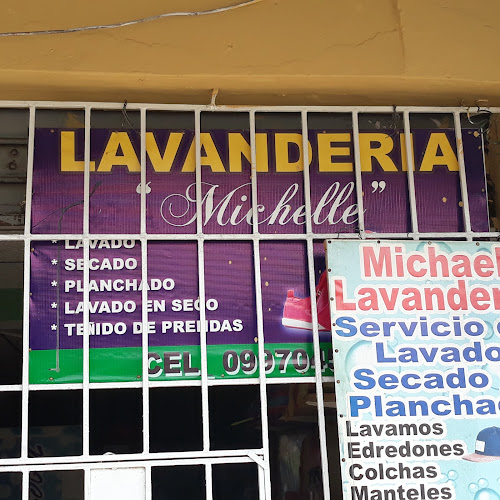 LAVANDERIA
"Michelle"
* LAVADO
* SECADO
* PLANCHADO
* LAVADO EN SECO
* TEÑIDO DE PRENDAS
CEL
Michael
Lavander
Servicio
Lavado
Secado
Plancha
Lavamos
Edredones
Colchas
Manteles